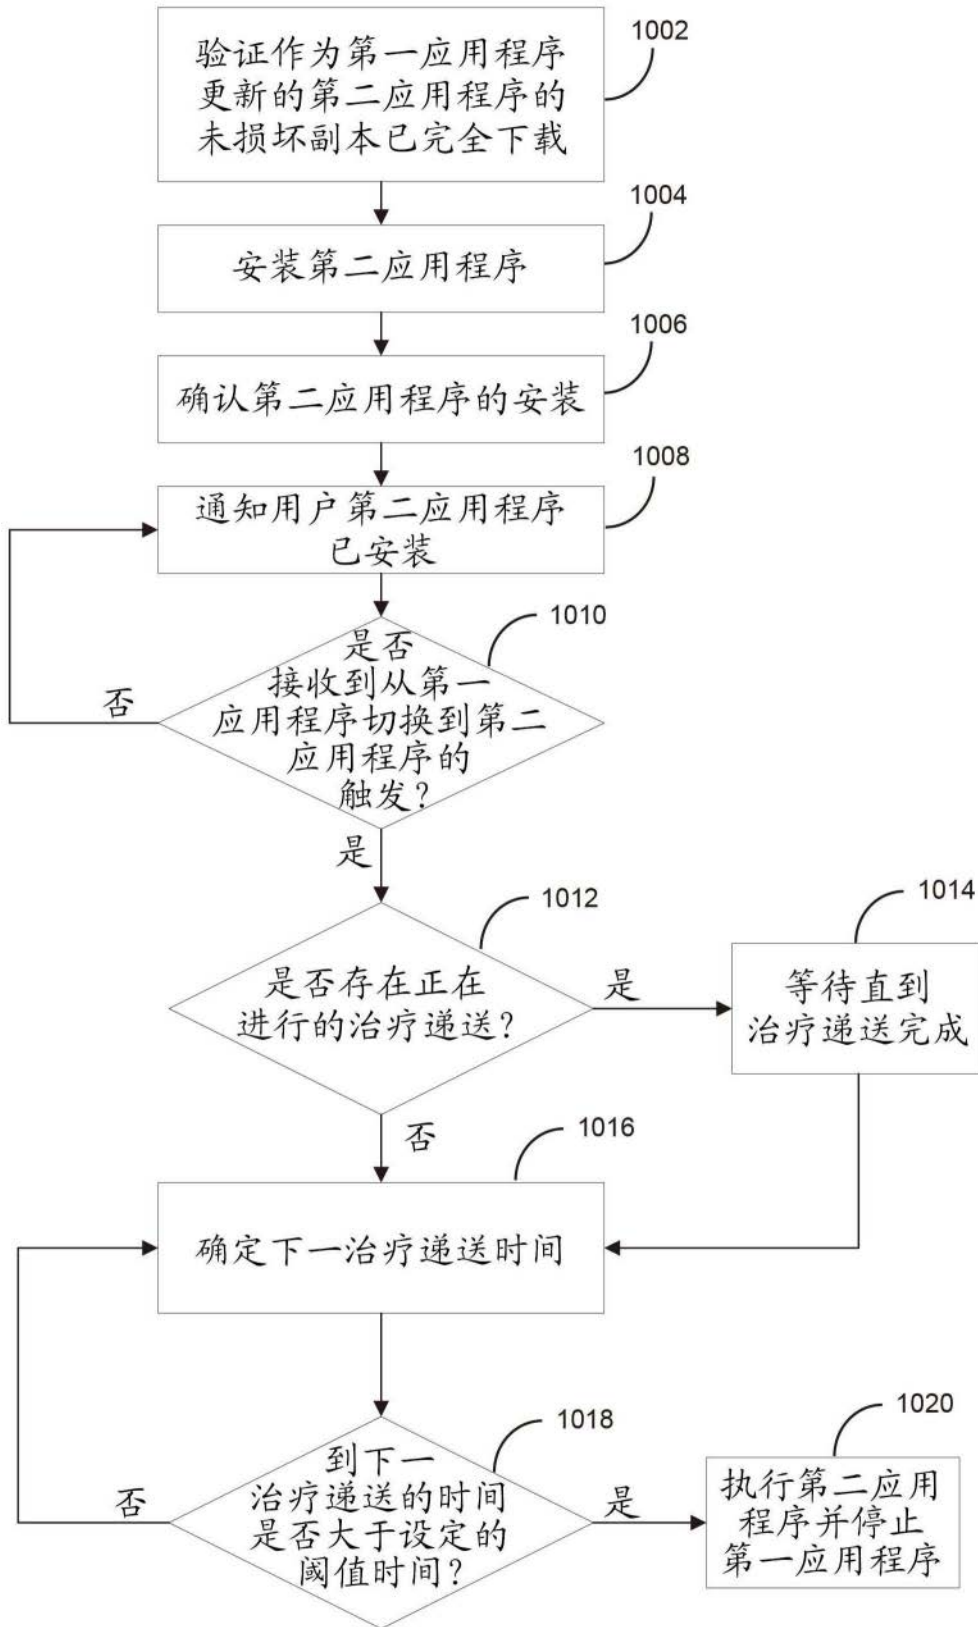 1002
验证作为第一应用程序
更新的第二应用程序的
未损坏副本已完全下载
1004
安装第二应用程序
1006
确认第二应用程序的安装
1008
通知用户第二应用程序
已安装
1010
是否
接收到从第一
应用程序切换到第二
应用程序的
触发?
否
是
1012
是否存在正在
进行的治疗递送?
是
1014
等待直到
治疗递送完成
否
1016
确定下一治疗递送时间
1018
到下一
治疗递送的时间
是否大于设定的
阈值时间?
否
是
1020
执行第二应用
程序并停止
第一应用程序